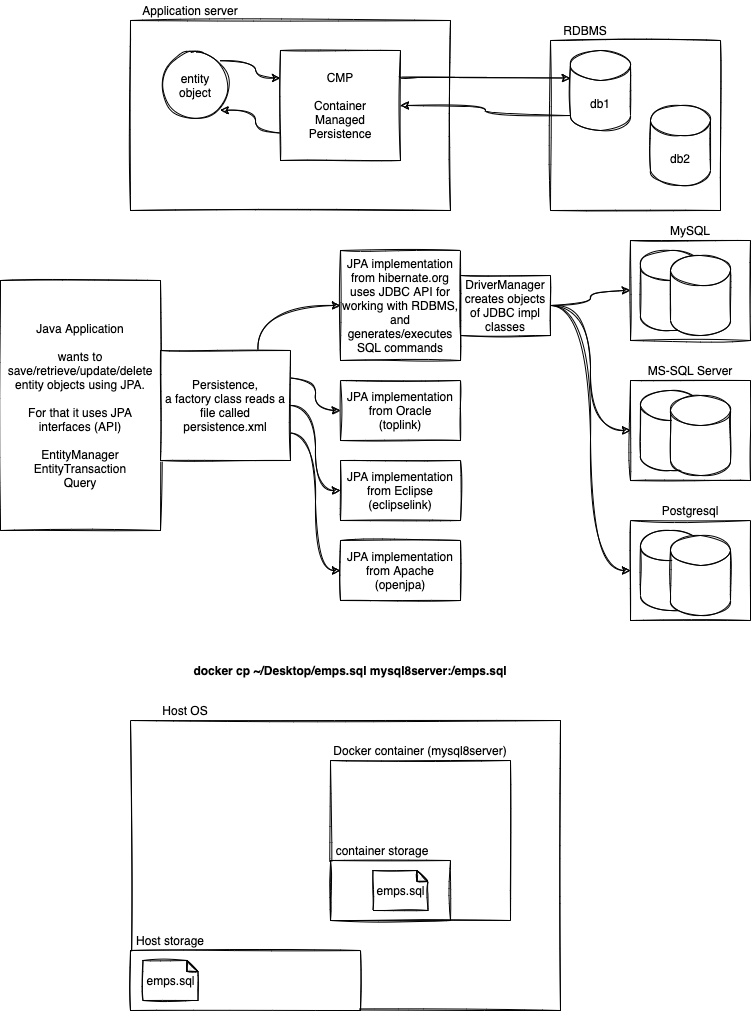 Application server
RDBMS
entity
object
CMP
Container
Managed
Persistence
db1
db2
MySQL
JPA implementation
from hibernate.org
uses JDBC API for
working with RDBMS,
and
generates/executes
SQL commands
DriverManager
creates objects
of JDBC impl
classes
Java Application
wants to
save/retrieve/update/delete
entity objects using JPA.
For that it uses JPA
interfaces (API)
EntityManager
EntityTransaction
Query
Persistence,
a factory class reads a
file called
persistence.xml
MS-SQL Server
JPA implementation
from Oracle
(toplink)
JPA implementation
from Eclipse
(eclipselink)
Postgresql
JPA implementation
from Apache
(openjpa)
docker cp ~/Desktop/emps.sql mysql8server:/emps.sql
Host OS
Docker container (mysql8server)
container storage
emps.sql
Host storage
emps.sql